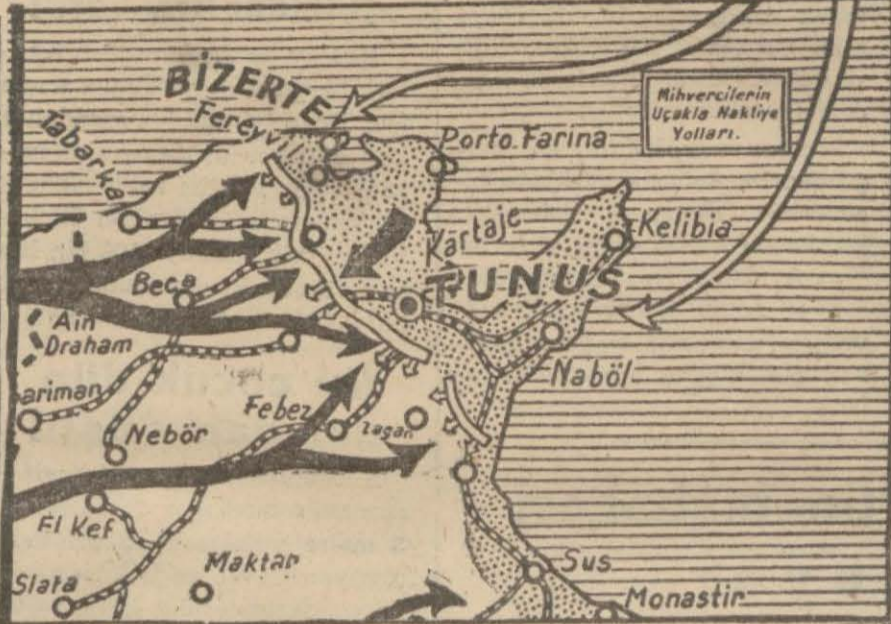 BİZERTE
Fereyvil
Tabarka
Porto Farina
Mihvercilerin
Uçakla Nakliye
Yolları.
Kartaje
Kelibia
TUNUS
Beca
Ain
Draham
Naböl
ariman
Febez
Zagan
Nebör
El Kef
Maktar
Sus
Slata
Monastir